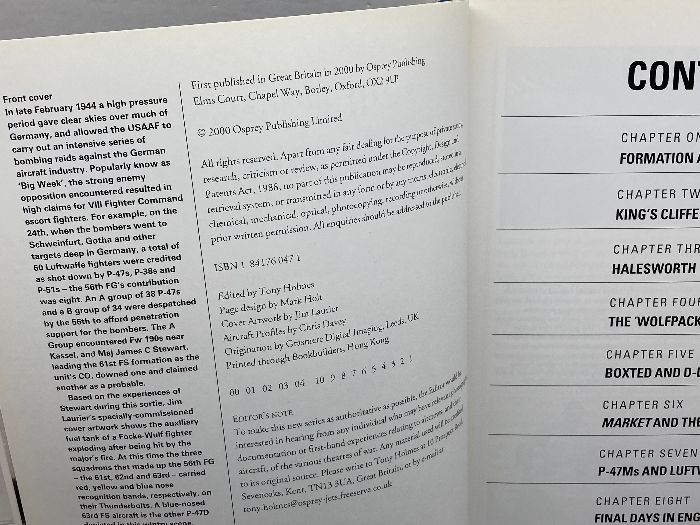 Front cover
In late February 1944 a high pressure
period gave clear skies over much of
Germany, and allowed the USAAF to
carry out an intensive series of
bombing raids against the German
aircraft industry. Popularly know as
'Big Week', the strong enemy
opposition encountered resulted in
high claims for VIII Fighter Command
escort fighters. For example, on the
24th, when the bombers went to
Schweinfurt, Gotha and other
targets deep in Germany, a total of
60 Luftwaffe fighters were credited
as shot down by P-47s, P-38s and
P-51s – the 56th FG's contribution
was eight. An A group of 38 P-47s
and a B group of 34 were despatched
by the 56th to afford penetration
support for the bombers. The A
Group encountered Fw 190s near
Kassel, and Maj James C Stewart,
leading the 61st FS formation as the
unit's CO, downed one and claimed
another as a probable.
Based on the experiences of
Stewart during this sortie, Jim
Laurier's specially-commissioned
cover artwork shows the auxiliary
fuel tank of a Focke-Wulf fighter
exploding after being hit by the
major's fire. At this time the three
squadrons that made up the 56th FG
– the 61st, 62nd and 63rd – carried
red, yellow and blue nose
recognition bands, respectively, on
their Thunderbolts. A blue-nosed
63rd FS aircraft is the other P-47D
depicted in this wintry scene
First published in Great Britain in 2000 by Osprey Publishing
Elms Court, Chapel Way, Botley, Oxford, OX2 9LP
© 2000 Osprey Publishing Limited
All rights reserved. Apart from any fair dealing for the purpose of private study,
research, criticism or review, as permitted under the Copyright, Design and
Patents Act, 1988, no part of this publication may be reproduced, stored in a
retrieval system, or transmitted in any form or by any means, electronic, electrical,
chemical, mechanical, optical, photocopying, recording or otherwise, without
prior written permission. All enquiries should be addressed to the publisher.
ISBN 1 84176 047 1
Edited by Tony Holmes
Page design by Mark Holt
Cover Artwork by Jim Laurier
Aircraft Profiles by Chris Davey
Origination by Grasmere Digital Imaging, Leeds, UK
Printed through Bookbuilders, Hong Kong
00 01 02 03 04 10 9 8 7 6 5 4 3 2 1
EDITOR'S NOTE
To make this new series as authoritative as possible, the Editor would be
interested in hearing from any individual who may have relevant photographs,
documentation or first-hand experiences relating to aircrews, and their
aircraft, of the various theatres of war. Any material used will be credited
to its original source. Please write to Tony Holmes at 10 Prospect Road,
Sevenoaks, Kent, TN13 3UA, Great Britain, or by e-mail
tony.holmes@osprey-jets.freeserve.co.uk
CONT
CHAPTER ON
FORMATION A
CHAPTER TW
KING'S CLIFFE
CHAPTER THR
HALESWORTH
CHAPTER FOUR
THE 'WOLFPACK
CHAPTER FIVE
BOXTED AND D-D
CHAPTER SIX
MARKET AND THE
CHAPTER SEVEN
P-47Ms AND LUFTW
CHAPTER EIGHT
FINAL DAYS IN ENG